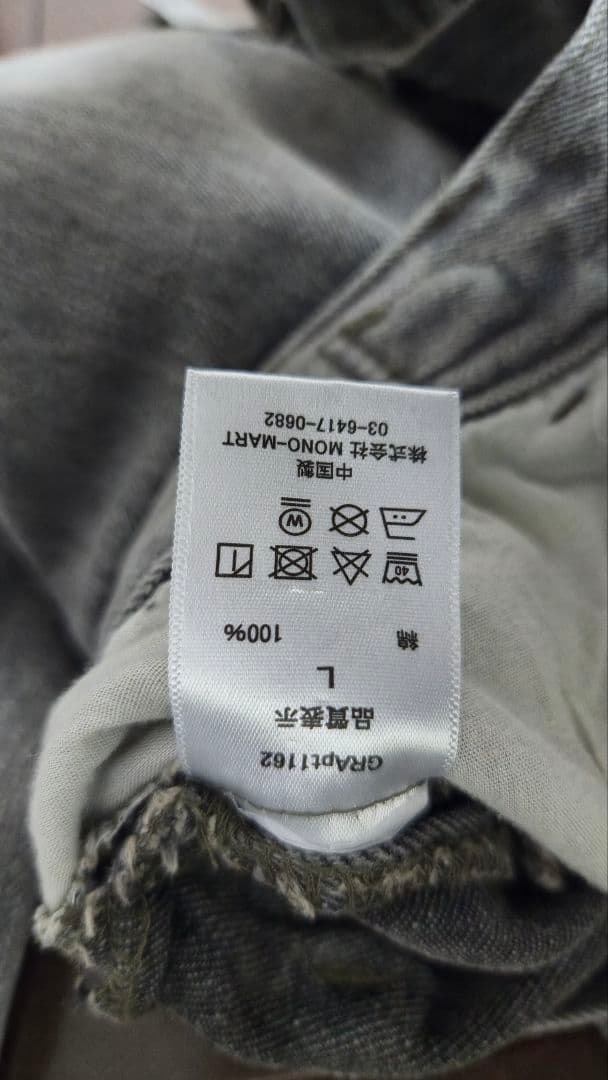 GRApt1162
品質表示
L
綿 100%
40
W
中国製
株式会社 MONO-MART
03-6417-0682